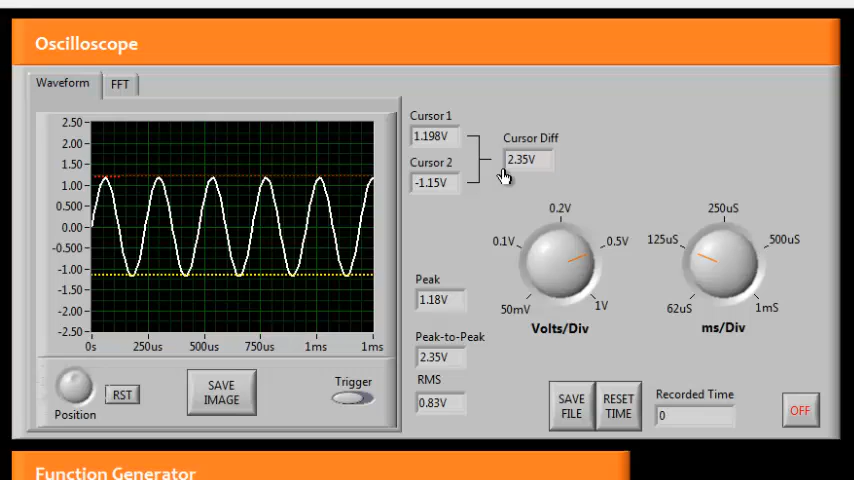 Oscilloscope
Waveform
FFT
2.50
2.00
1.50
1.00
0.500
0.00
-0.500
-1.00
-1.50
-2.00
-2.50
0s
250us
500us
750us
1ms
1ms
Cursor 1
1.198V
Cursor 2
-1.15V
Cursor Diff
2.35V
Peak
1.18V
Peak-to-Peak
2.35V
RMS
0.83V
50mV
0.1V
0.2V
0.5V
1V
Volts/Div
62uS
125uS
250uS
500uS
1mS
ms/Div
Position
RST
SAVE
IMAGE
Trigger
SAVE
FILE
RESET
TIME
Recorded Time
0
OFF
Function Generator